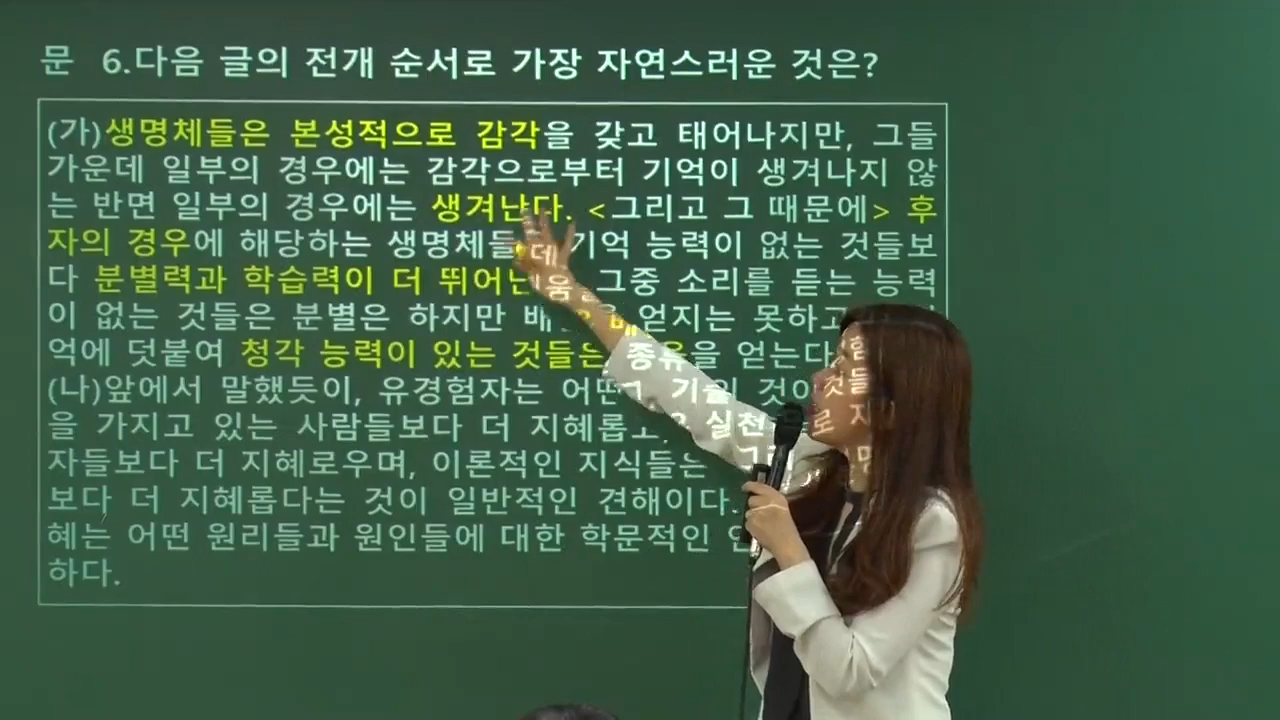 문 6.다음 글의 전개 순서로 가장 자연스러운 것은?
(가)생명체들은 본성적으로 감각을 갖고 태어나지만, 그들
가운데 일부의 경우에는 감각으로부터 기억이 생겨나지 않
는 반면 일부의 경우에는 생겨난다. <그리고 그 때문에> 후
자의 경우에 해당하는 생명체들은 기억 능력이 없는 것들보
다 분별력과 학습력이 더 뛰어난데 그중 소리를 듣는 능력
이 없는 것들은 분별은 하지만 배움을 얻지는 못하고
억에 덧붙여 청각 능력이 있는 것들은 배움을 얻는다
(나)앞에서 말했듯이, 유경험자는 어떤 것이
을 가지고 있는 사람들보다 더 지혜롭고,
자들보다 더 지혜로우며, 이론적인 지식들은
보다 더 지혜롭다는 것이 일반적인 견해이다.
혜는 어떤 원리들과 원인들에 대한 학문적인
하다.